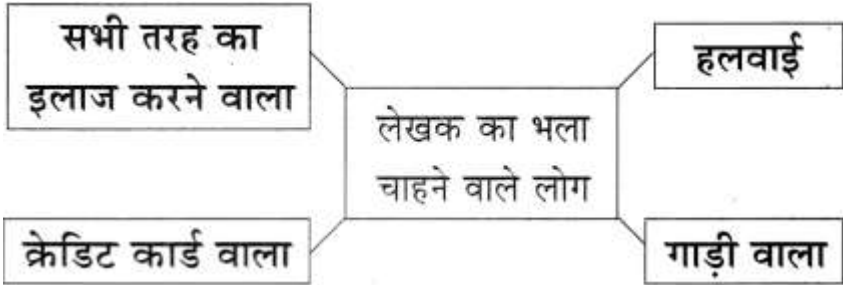 सभी तरह का
इलाज करने वाला
हलवाई
लेखक का भला
चाहने वाले लोग
क्रेडिट कार्ड वाला
गाड़ी वाला